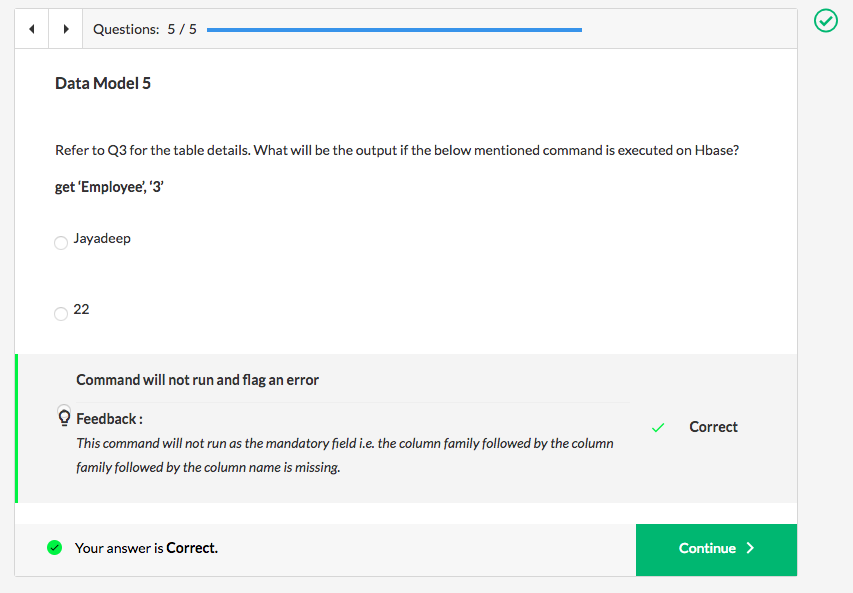 Questions: 5 / 5
Data Model 5
Refer to Q3 for the table details. What will be the output if the below mentioned command is executed on Hbase?
get ‘Employee’, ‘3’
Jayadeep
22
Command will not run and flag an error
Feedback :
This command will not run as the mandatory field i.e. the column family followed by the column
family followed by the column name is missing.
Correct
Your answer is Correct.
Continue